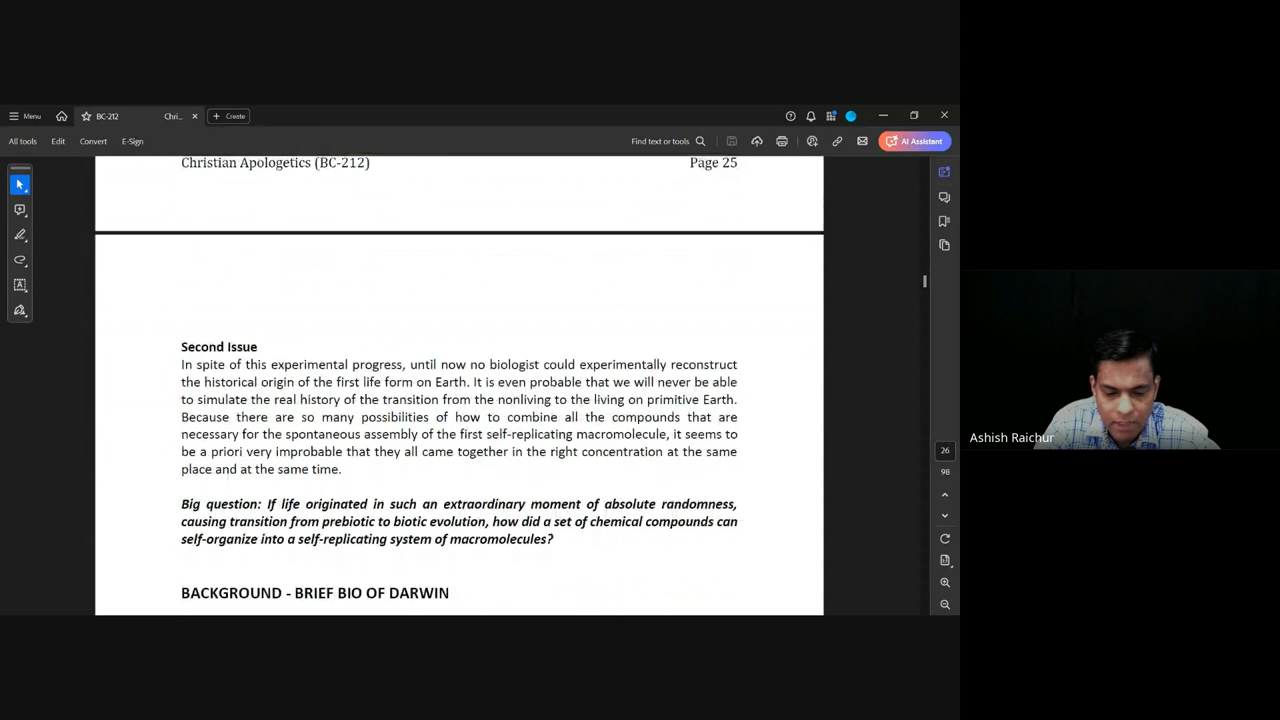 Menu
BC-212
Chri...
Create
All tools
Edit
Convert
E-Sign
Find text or tools
AI Assistant
Christian Apologetics (BC-212)
Page 25
Second Issue
In spite of this experimental progress, until now no biologist could experimentally reconstruct
the historical origin of the first life form on Earth. It is even probable that we will never be able
to simulate the real history of the transition from the nonliving to the living on primitive Earth.
Because there are so many possibilities of how to combine all the compounds that are
necessary for the spontaneous assembly of the first self-replicating macromolecule, it seems to
be a priori very improbable that they all came together in the right concentration at the same
place and at the same time.
Big question: If life originated in such an extraordinary moment of absolute randomness,
causing transition from prebiotic to biotic evolution, how did a set of chemical compounds can
self-organize into a self-replicating system of macromolecules?
BACKGROUND - BRIEF BIO OF DARWIN
26
98
Ashish Raichur